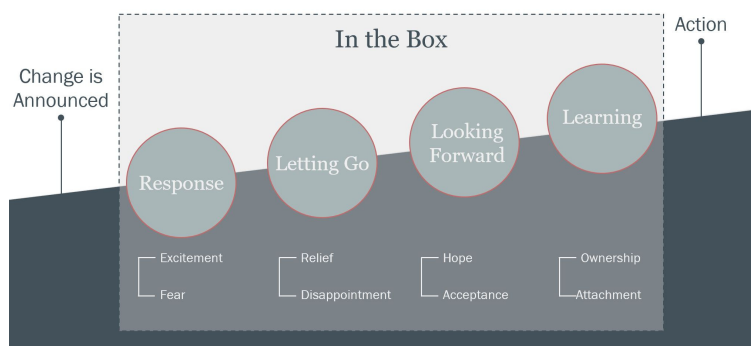 In the Box
Action
Change is
Announced
Response
Letting Go
Looking
Forward
Learning
Excitement
Fear
Relief
Disappointment
Hope
Acceptance
Ownership
Attachment